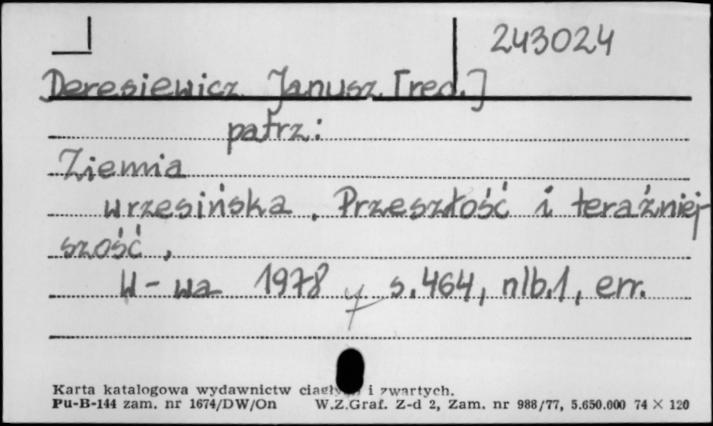 243024
Deresiewicz Janusz [red.]
patrz:
Ziemia
wrzesińska. Przeszłość i teraźniej
szość,
W-wa 1978 s. 464, nlb.1, err.
Karta katalogowa wydawnictw ciągłych i zwartych.
Pu-B-144 zam. nr 1674/DW/On W.Z.Graf. Z-d 2, Zam. nr 988/77, 5.650.000 74 × 120